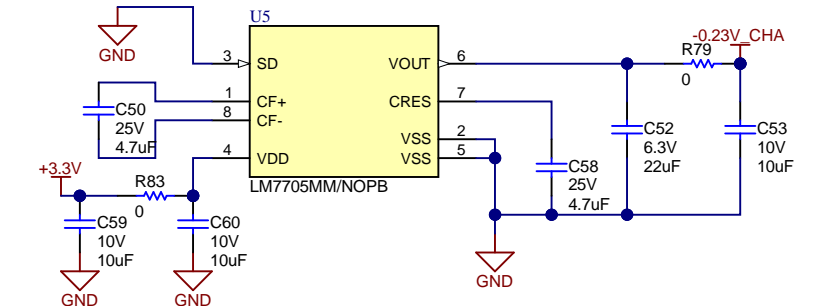 U5
-0.23V_CHA
GND
3
SD
VOUT
6
R79
0
1
CF+
CRES
7
C50
25V
4.7uF
8
CF-
VSS
2
C52
6.3V
22uF
C53
10V
10uF
4
VDD
VSS
5
C58
25V
4.7uF
+3.3V
R83
0
LM7705MM/NOPB
C59
10V
10uF
C60
10V
10uF
GND
GND
GND